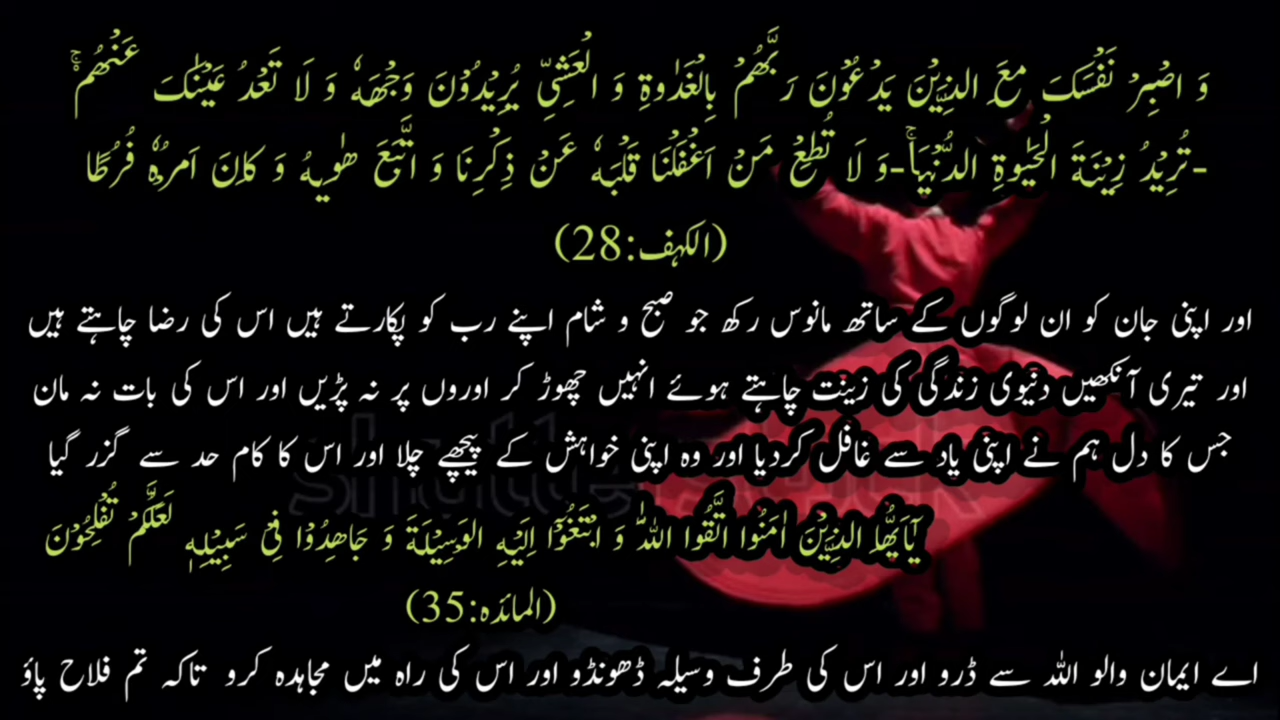 وَ اصْبِرْ نَفْسَكَ مَعَ الَّذِیْنَ یَدْعُوْنَ رَبَّهُمْ بِالْغَدٰوةِ وَ الْعَشِیِّ یُرِیْدُوْنَ وَجْهَهٗ وَ لَا تَعْدُ عَیْنٰكَ عَنْهُمْۚ
-تُرِیْدُ زِیْنَةَ الْحَیٰوةِ الدُّنْیَاۚ-وَ لَا تُطِعْ مَنْ اَغْفَلْنَا قَلْبَهٗ عَنْ ذِكْرِنَا وَ اتَّبَعَ هَوٰىهُ وَ كَانَ اَمْرُهٗ فُرُطًا
(الکہف:28)
اور اپنی جان کو ان لوگوں کے ساتھ مانوس رکھ جو صبح و شام اپنے رب کو پکارتے ہیں اس کی رضا چاہتے ہیں
اور تیری آنکھیں دنیوی زندگی کی زینت چاہتے ہوئے انہیں چھوڑ کر اوروں پر نہ پڑیں اور اس کی بات نہ مان
جس کا دل ہم نے اپنی یاد سے غافل کردیا اور وہ اپنی خواہش کے پیچھے چلا اور اس کا کام حد سے گزر گیا
یٰۤاَیُّهَا الَّذِیْنَ اٰمَنُوا اتَّقُوا اللّٰهَ وَ ابْتَغُوْۤا اِلَیْهِ الْوَسِیْلَةَ وَ جَاهِدُوْا فِیْ سَبِیْلِهٖ لَعَلَّكُمْ تُفْلِحُوْنَ
(المائدہ:35)
اے ایمان والو اللہ سے ڈرو اور اس کی طرف وسیلہ ڈھونڈو اور اس کی راہ میں مجاہدہ کرو تاکہ تم فلاح پاؤ